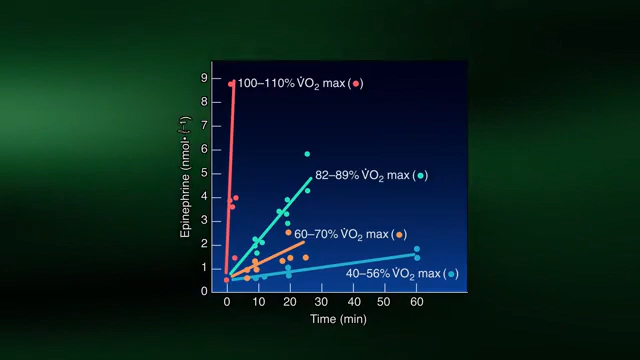 9
8
7
6
5
4
3
2
1
0
Epinephrine (nmol• (⁻¹)
100–110% V̇O₂ max (●)
82–89% V̇O₂ max (●)
60–70% V̇O₂ max (●)
40–56% V̇O₂ max (●)
0 10 20 30 40 50 60
Time (min)